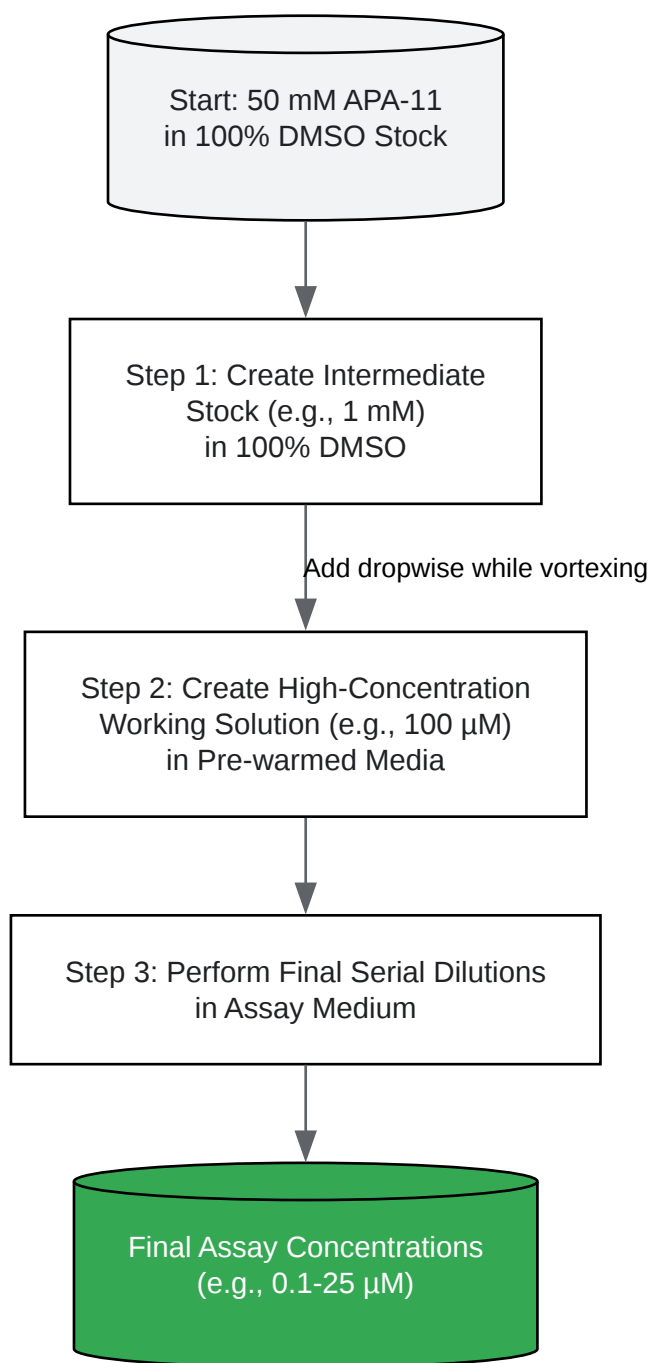 Start: 50 mM APA-11
in 100% DMSO Stock
Step 1: Create Intermediate
Stock (e.g., 1 mM)
in 100% DMSO
Add dropwise while vortexing
Step 2: Create High-Concentration
Working Solution (e.g., 100 µM)
in Pre-warmed Media
Step 3: Perform Final Serial Dilutions
in Assay Medium
Final Assay Concentrations
(e.g., 0.1-25 µM)